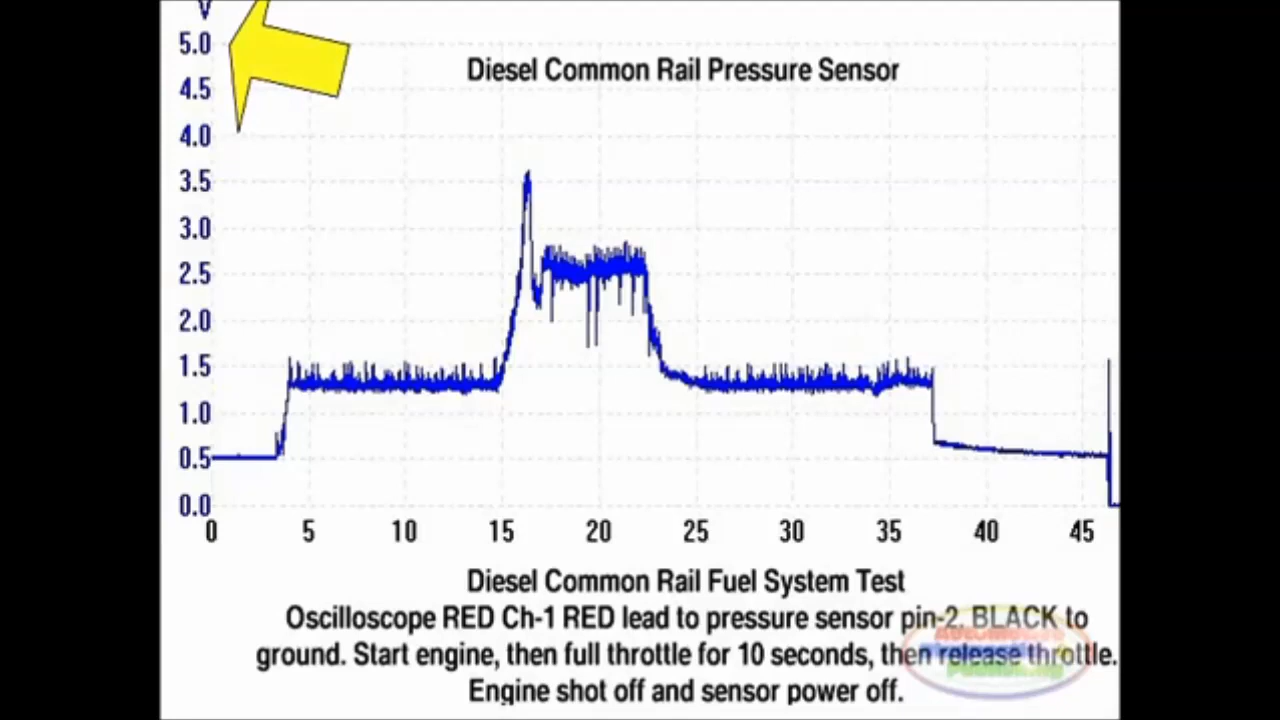 V
5.0
Diesel Common Rail Pressure Sensor
4.5
4.0
3.5
3.0
2.5
2.0
1.5
1.0
0.5
0.0
0 5 10 15 20 25 30 35 40 45
Diesel Common Rail Fuel System Test
Oscilloscope RED Ch-1 RED lead to pressure sensor pin-2. BLACK to
ground. Start engine, then full throttle for 10 seconds, then release throttle.
Engine shot off and sensor power off.